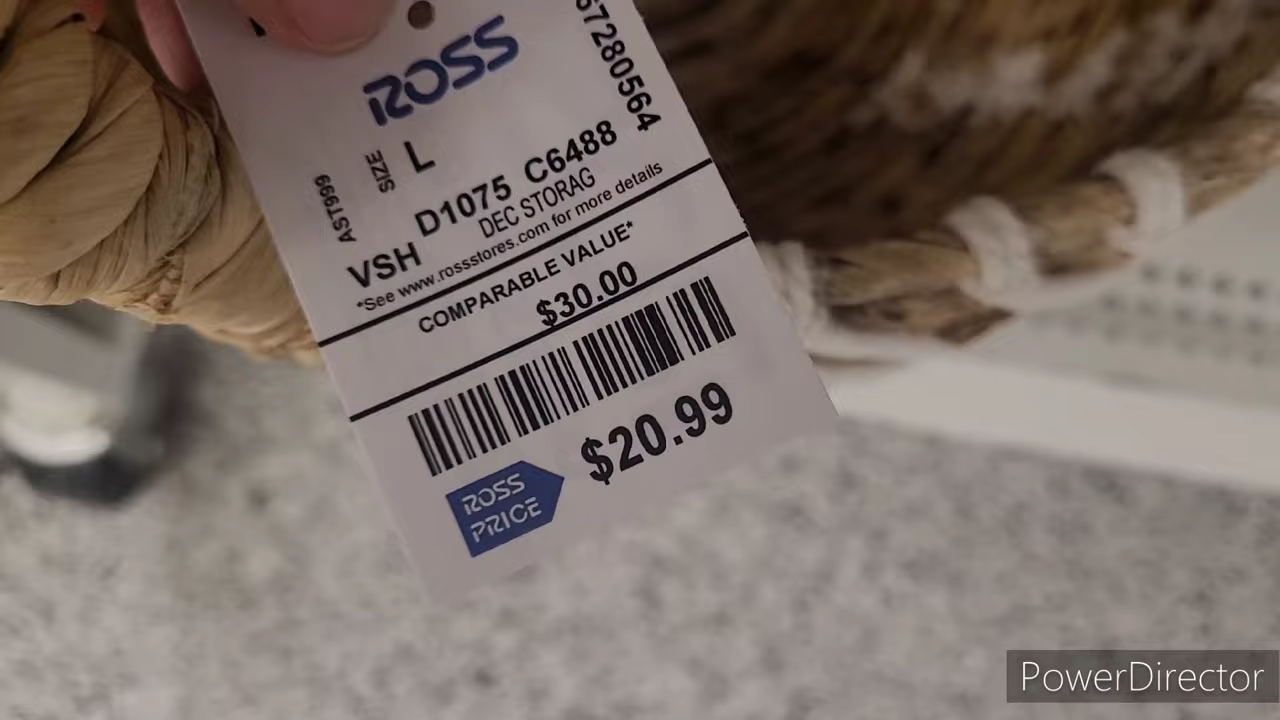 ROSS
67280564
SIZE L
AST999
D1075 C6488
VSH DEC STORAG
*See www.rossstores.com for more details
COMPARABLE VALUE*
$30.00
$20.99
ROSS
PRICE
PowerDirector